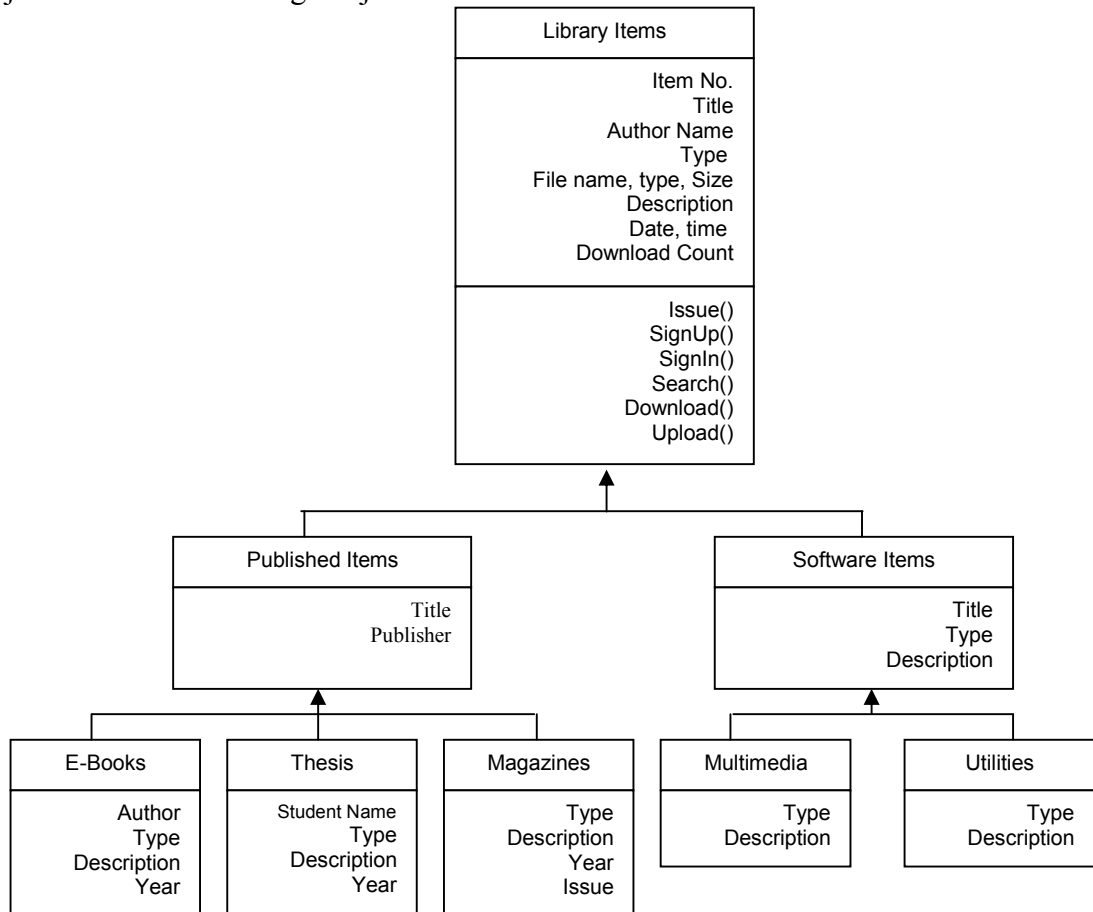 Library Items
Item No.
Title
Author Name
Type
File name, type, Size
Description
Date, time
Download Count
Issue()
SignUp()
SignIn()
Search()
Download()
Upload()
Published Items
Title
Publisher
Software Items
Title
Type
Description
E-Books
Author
Type
Description
Year
Thesis
Student Name
Type
Description
Year
Magazines
Type
Description
Year
Issue
Multimedia
Type
Description
Utilities
Type
Description